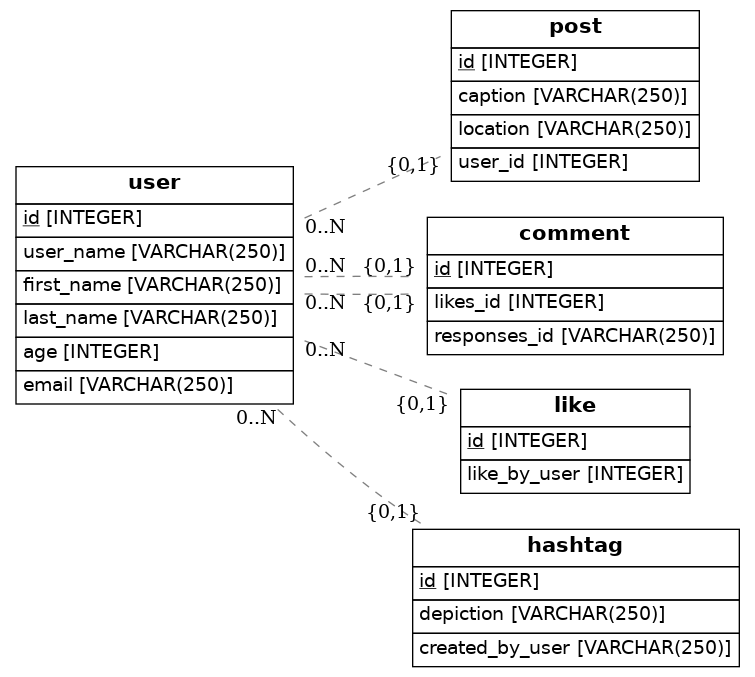 user
id [INTEGER]
user_name [VARCHAR(250)]
first_name [VARCHAR(250)]
last_name [VARCHAR(250)]
age [INTEGER]
email [VARCHAR(250)]
post
id [INTEGER]
caption [VARCHAR(250)]
location [VARCHAR(250)]
user_id [INTEGER]
{0,1}
0..N
comment
id [INTEGER]
likes_id [INTEGER]
responses_id [VARCHAR(250)]
0..N {0,1}
0..N {0,1}
like
id [INTEGER]
like_by_user [INTEGER]
0..N
{0,1}
hashtag
id [INTEGER]
depiction [VARCHAR(250)]
created_by_user [VARCHAR(250)]
0..N
{0,1}